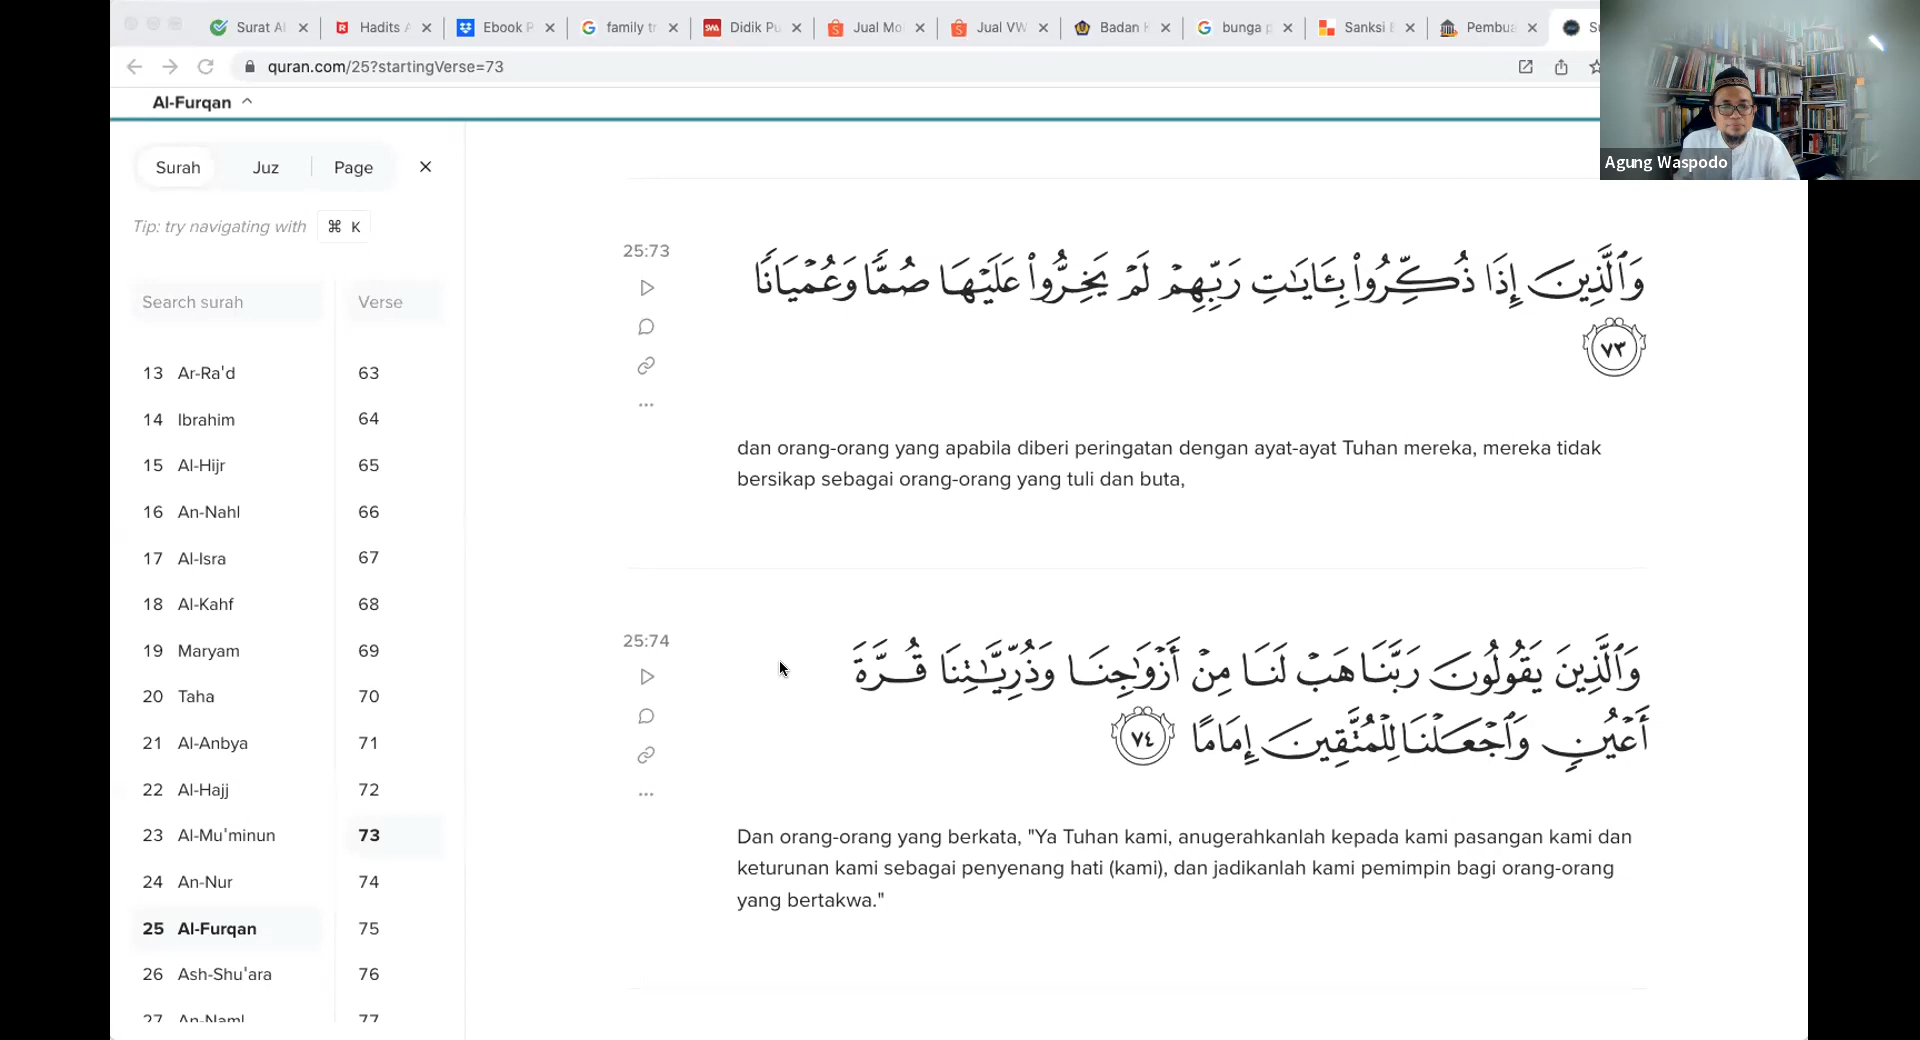 Surat Al
Hadits A
Ebook P
family tr
Didik Pu
Jual Mo
Jual VW
Badan K
bunga p
Sanksi B
Pembua
quran.com/25?startingVerse=73
Al-Furqan
Agung Waspodo
Surah Juz Page
Tip: try navigating with ⌘ K
Search surah Verse
13 Ar-Ra'd 63
14 Ibrahim 64
15 Al-Hijr 65
16 An-Nahl 66
17 Al-Isra 67
18 Al-Kahf 68
19 Maryam 69
20 Taha 70
21 Al-Anbya 71
22 Al-Hajj 72
23 Al-Mu'minun 73
24 An-Nur 74
25 Al-Furqan 75
26 Ash-Shu'ara 76
27 An-Naml 77
25:73
وَٱلَّذِينَ إِذَا ذُكِّرُوا۟ بِـَٔايَـٰتِ رَبِّهِمْ لَمْ يَخِرُّوا۟ عَلَيْهَا صُمًّا وَعُمْيَانًا
٧٣
dan orang-orang yang apabila diberi peringatan dengan ayat-ayat Tuhan mereka, mereka tidak
bersikap sebagai orang-orang yang tuli dan buta,
25:74
وَٱلَّذِينَ يَقُولُونَ رَبَّنَا هَبْ لَنَا مِنْ أَزْوَٰجِنَا وَذُرِّيَّـٰتِنَا قُرَّةَ
أَعْيُنٍ وَٱجْعَلْنَا لِلْمُتَّقِينَ إِمَامًا ٧٤
Dan orang-orang yang berkata, "Ya Tuhan kami, anugerahkanlah kepada kami pasangan kami dan
keturunan kami sebagai penyenang hati (kami), dan jadikanlah kami pemimpin bagi orang-orang
yang bertakwa."